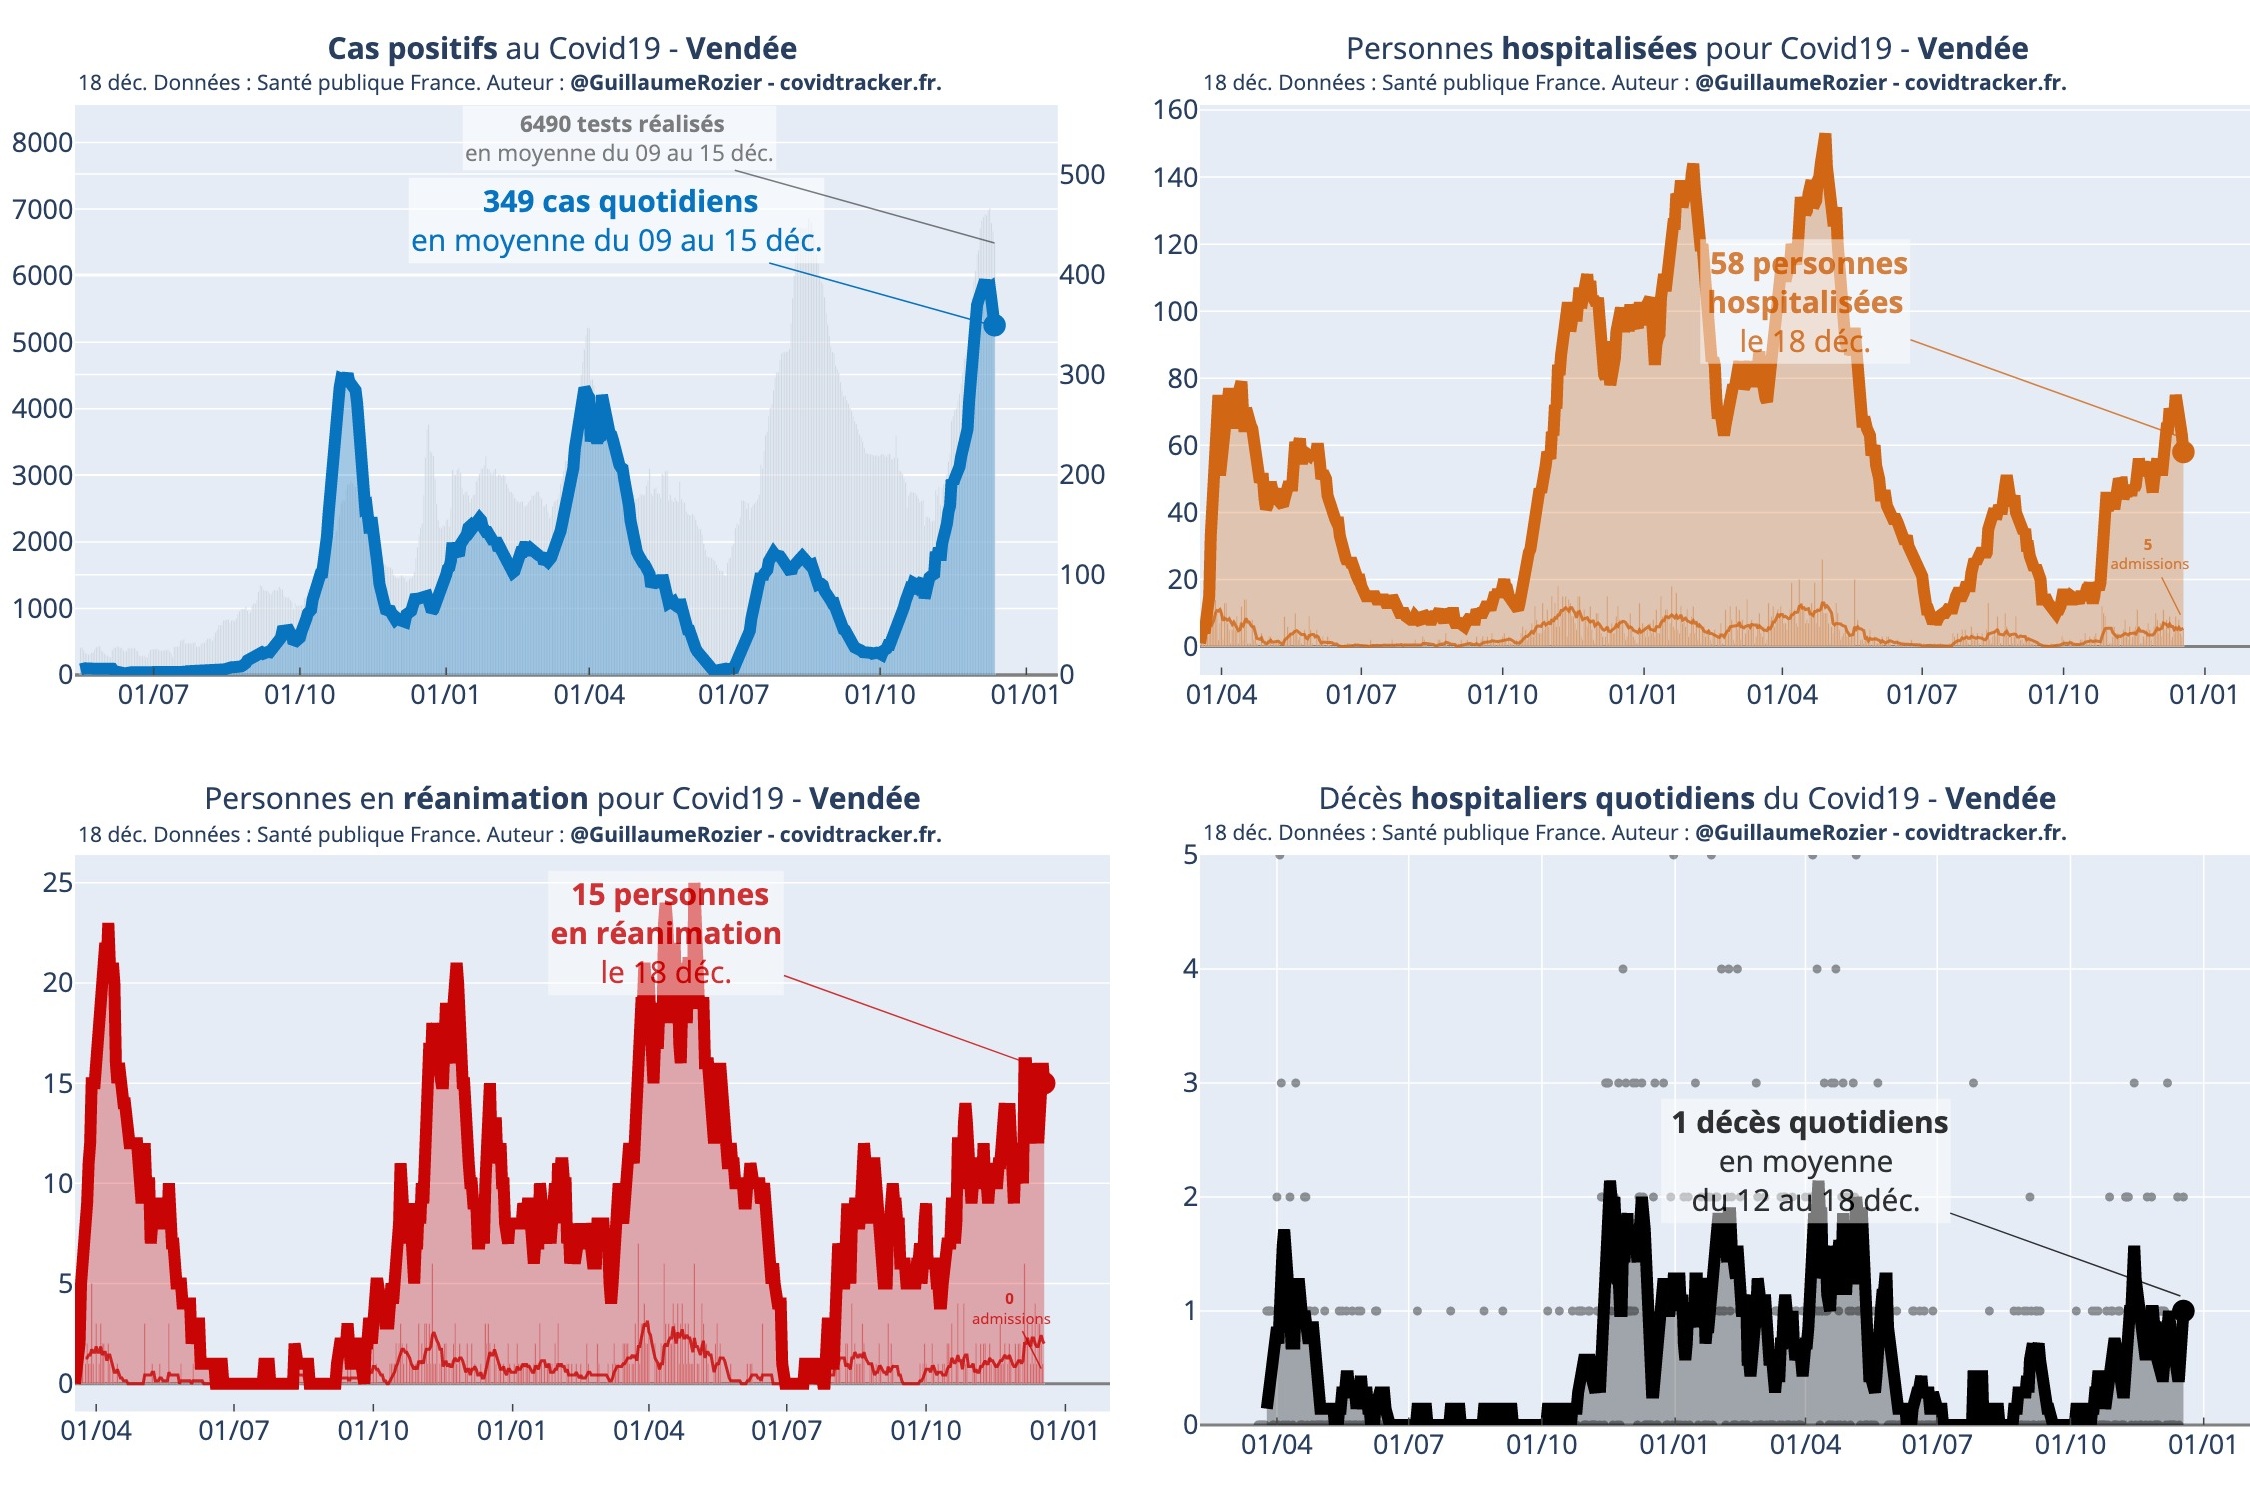 Cas positifs au Covid19 - Vendée
18 déc. Données : Santé publique France. Auteur : @GuillaumeRozier - covidtracker.fr.
6490 tests réalisés
en moyenne du 09 au 15 déc.
349 cas quotidiens
en moyenne du 09 au 15 déc.
8000
7000
6000
5000
4000
3000
2000
1000
0
500
400
300
200
100
0
01/07 01/10 01/01 01/04 01/07 01/10 01/01
Personnes hospitalisées pour Covid19 - Vendée
18 déc. Données : Santé publique France. Auteur : @GuillaumeRozier - covidtracker.fr.
160
140
120
100
80
60
40
20
0
58 personnes
hospitalisées
le 18 déc.
5
admissions
01/04 01/07 01/10 01/01 01/04 01/07 01/10 01/01
Personnes en réanimation pour Covid19 - Vendée
18 déc. Données : Santé publique France. Auteur : @GuillaumeRozier - covidtracker.fr.
25
20
15
10
5
0
15 personnes
en réanimation
le 18 déc.
0
admissions
01/04 01/07 01/10 01/01 01/04 01/07 01/10 01/01
Décès hospitaliers quotidiens du Covid19 - Vendée
18 déc. Données : Santé publique France. Auteur : @GuillaumeRozier - covidtracker.fr.
5
4
3
2
1
0
1 décès quotidiens
en moyenne
du 12 au 18 déc.
01/04 01/07 01/10 01/01 01/04 01/07 01/10 01/01